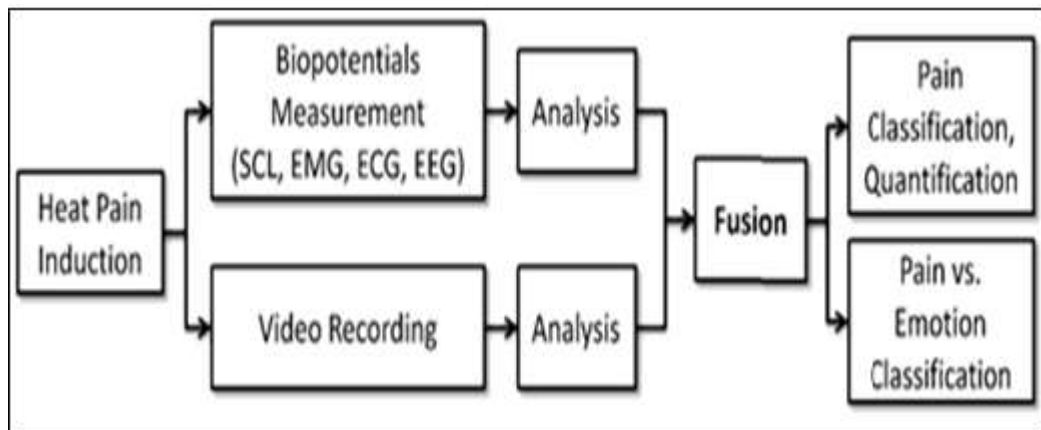 Heat Pain
Induction
Biopotentials
Measurement
(SCL, EMG, ECG, EEG)
Analysis
Video Recording
Analysis
Fusion
Pain
Classification,
Quantification
Pain vs.
Emotion
Classification